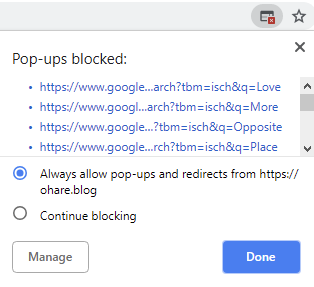 Pop-ups blocked:
https://www.google...arch?tbm=isch&q=Love
https://www.google...arch?tbm=isch&q=More
https://www.google...?tbm=isch&q=Opposite
https://www.google...rch?tbm=isch&q=Place
Always allow pop-ups and redirects from https://
ohare.blog
Continue blocking
Manage
Done